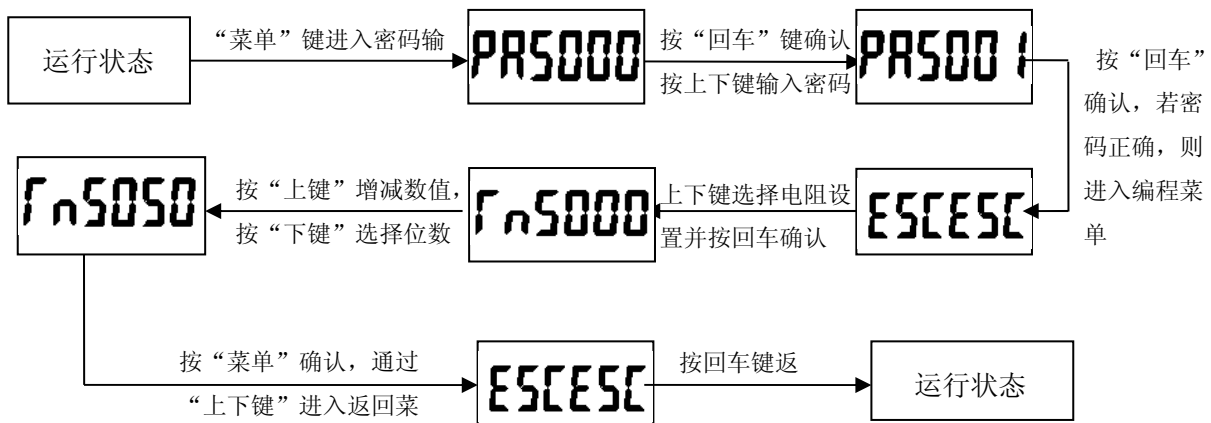 运行状态
“菜单”键进入密码输
PAS000
按“回车”键确认
按上下键输入密码
PAS001
按“回车”
确认，若密
码正确，则
进入编程菜
单
ESCESC
上下键选择电阻设
置并按回车确认
InS000
按“上键”增减数值，
按“下键”选择位数
InS050
按“菜单”确认，通过
“上下键”进入返回菜
ESCESC
按回车键返
运行状态